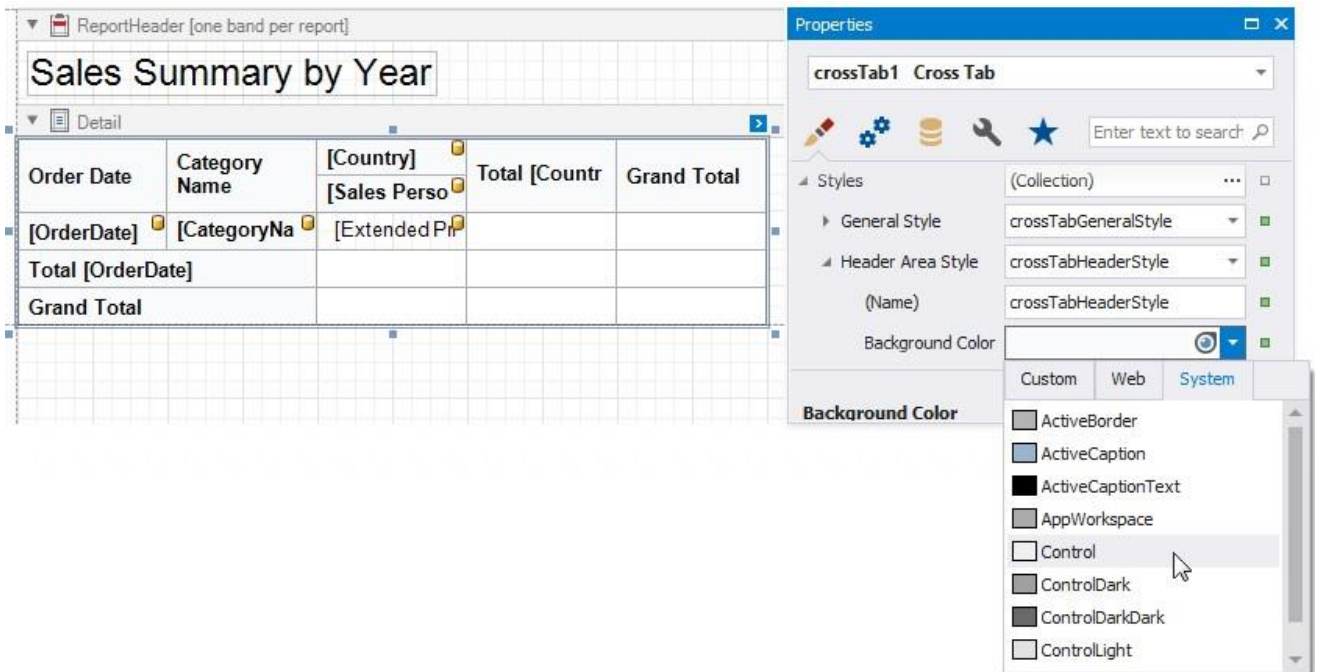 ReportHeader [one band per report]
Sales Summary by Year
Detail
Order Date
Category
Name
[Country]
[Sales Perso
Total [Countr
Grand Total
[OrderDate]
[CategoryNa
[Extended Pr
Total [OrderDate]
Grand Total
Properties
crossTab1 Cross Tab
Enter text to search
Styles
(Collection)
General Style
crossTabGeneralStyle
Header Area Style
crossTabHeaderStyle
(Name)
crossTabHeaderStyle
Background Color
Custom Web System
Background Color
ActiveBorder
ActiveCaption
ActiveCaptionText
AppWorkspace
Control
ControlDark
ControlDarkDark
ControlLight